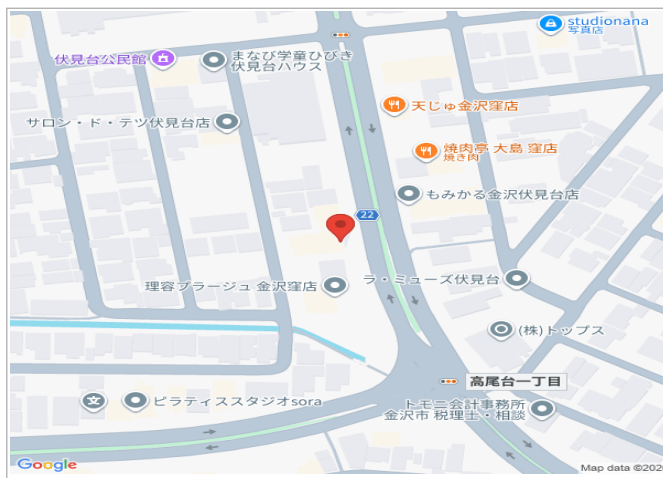 studionana
写真店
伏見台公民館
まなび学童ひびき
伏見台ハウス
天じゅ金沢窪店
サロン・ド・テツ伏見台店
焼肉亭 大島 窪店
焼き肉
もみかる金沢伏見台店
22
ラ・ミューズ伏見台
理容プラージュ 金沢窪店
(株)トップス
高尾台一丁目
ピラティススタジオsora
トモニ会計事務所
金沢市 税理士・相談
Google
Map data ©2026